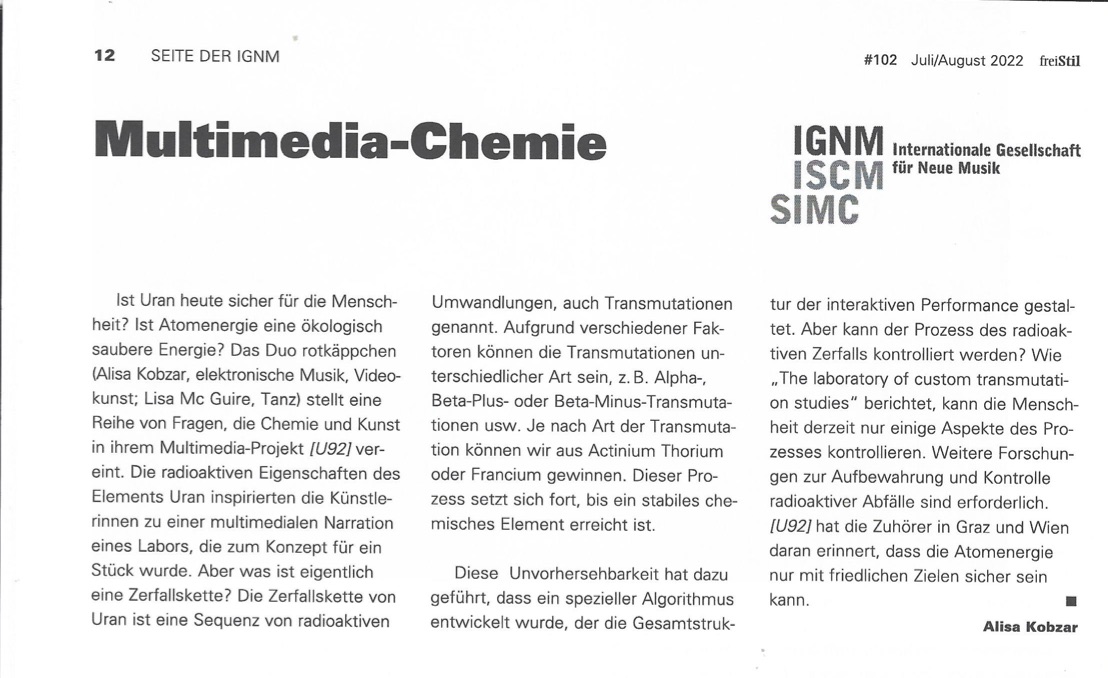 12 SEITE DER IGNM
#102 Juli/August 2022 freiStil
Multimedia-Chemie
IGNM
ISCM
SIMC
Internationale Gesellschaft
für Neue Musik
Ist Uran heute sicher für die Mensch-
heit? Ist Atomenergie eine ökologisch
saubere Energie? Das Duo rotkäppchen
(Alisa Kobzar, elektronische Musik, Video-
kunst; Lisa Mc Guire, Tanz) stellt eine
Reihe von Fragen, die Chemie und Kunst
in ihrem Multimedia-Projekt [U92] ver-
eint. Die radioaktiven Eigenschaften des
Elements Uran inspirierten die Künstle-
rinnen zu einer multimedialen Narration
eines Labors, die zum Konzept für ein
Stück wurde. Aber was ist eigentlich
eine Zerfallskette? Die Zerfallskette von
Uran ist eine Sequenz von radioaktiven
Umwandlungen, auch Transmutationen
genannt. Aufgrund verschiedener Fak-
toren können die Transmutationen un-
terschiedlicher Art sein, z. B. Alpha-,
Beta-Plus- oder Beta-Minus-Transmuta-
tionen usw. Je nach Art der Transmuta-
tion können wir aus Actinium Thorium
oder Francium gewinnen. Dieser Pro-
zess setzt sich fort, bis ein stabiles che-
misches Element erreicht ist.
Diese Unvorhersehbarkeit hat dazu
geführt, dass ein spezieller Algorithmus
entwickelt wurde, der die Gesamtstruk-
tur der interaktiven Performance gestal-
tet. Aber kann der Prozess des radioak-
tiven Zerfalls kontrolliert werden? Wie
„The laboratory of custom transmutati-
on studies“ berichtet, kann die Mensch-
heit derzeit nur einige Aspekte des Pro-
zesses kontrollieren. Weitere Forschun-
gen zur Aufbewahrung und Kontrolle
radioaktiver Abfälle sind erforderlich.
[U92] hat die Zuhörer in Graz und Wien
daran erinnert, dass die Atomenergie
nur mit friedlichen Zielen sicher sein
kann. ■
Alisa Kobzar